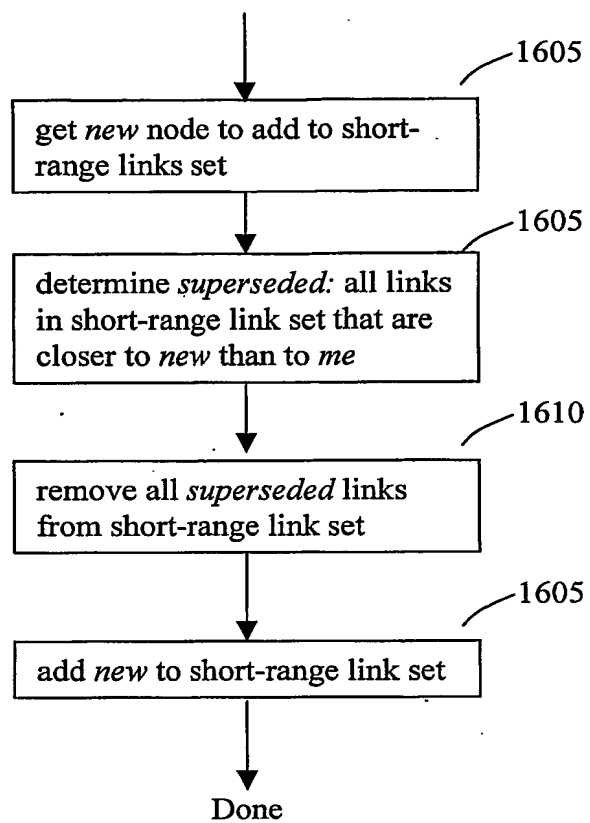 1605
get new node to add to short-
range links set
1605
determine superseded: all links
in short-range link set that are
closer to new than to me
1610
remove all superseded links
from short-range link set
1605
add new to short-range link set
Done